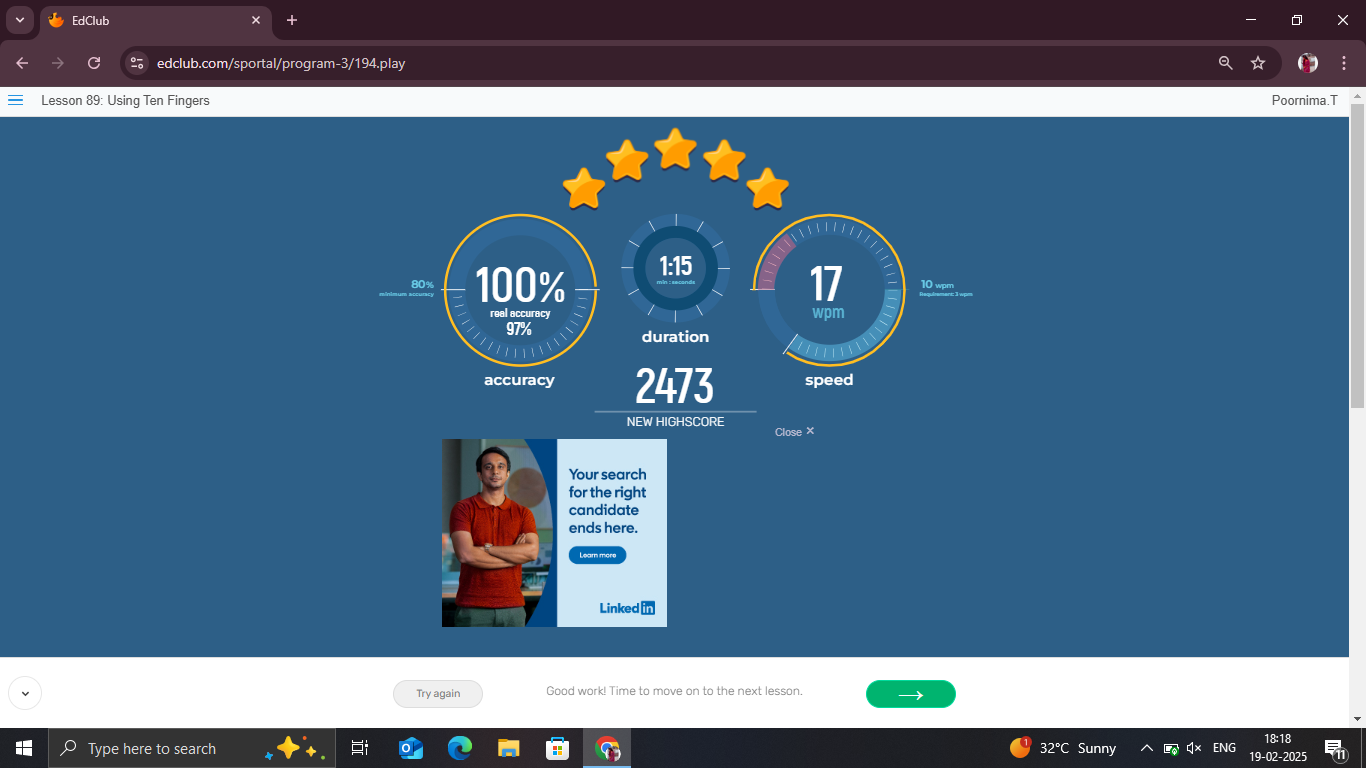 EdClub
edclub.com/sportal/program-3/194.play
Lesson 89: Using Ten Fingers
Poornima.T
80%
minimum accuracy
100%
real accuracy
97%
accuracy
1:15
min : seconds
duration
17
wpm
speed
10 wpm
Requirement: 3 wpm
2473
NEW HIGHSCORE
Close ✕
Your search
for the right
candidate
ends here.
Learn more
Linked in
Try again
Good work! Time to move on to the next lesson.
Type here to search
1
32°C Sunny
ENG
18:18
19-02-2025
11